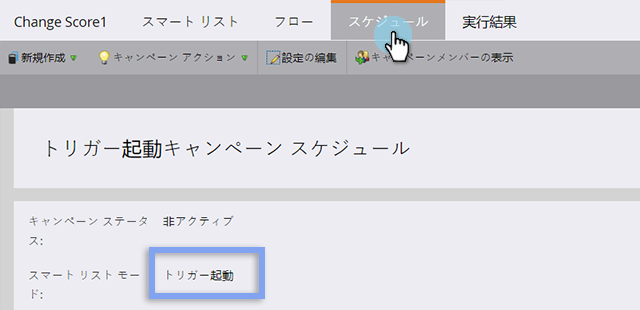 Change Score1 スマート リスト フロー スケジュール 実行結果
新規作成 キャンペーン アクション 設定の編集 キャンペーンメンバーの表示
トリガー起動キャンペーン スケジュール
キャンペーン ステータ 非アクティブ
ス:
スマート リスト モー トリガー起動
ド: